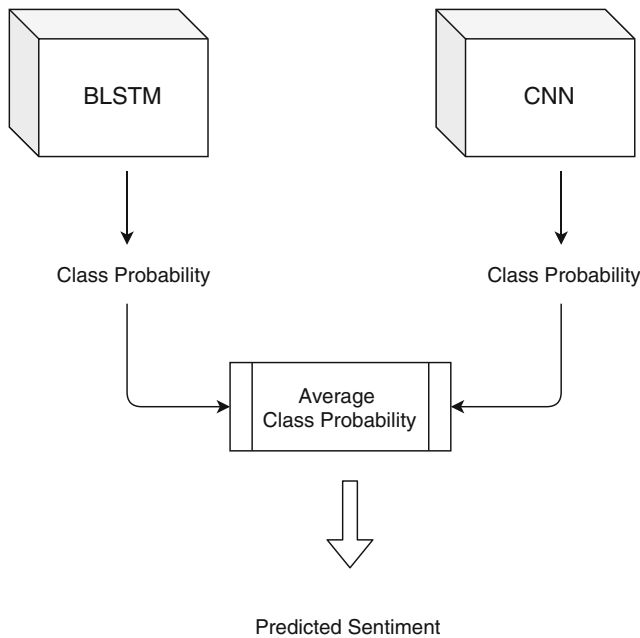 BLSTM
CNN
Class Probability
Class Probability
Average
Class Probability
Predicted Sentiment